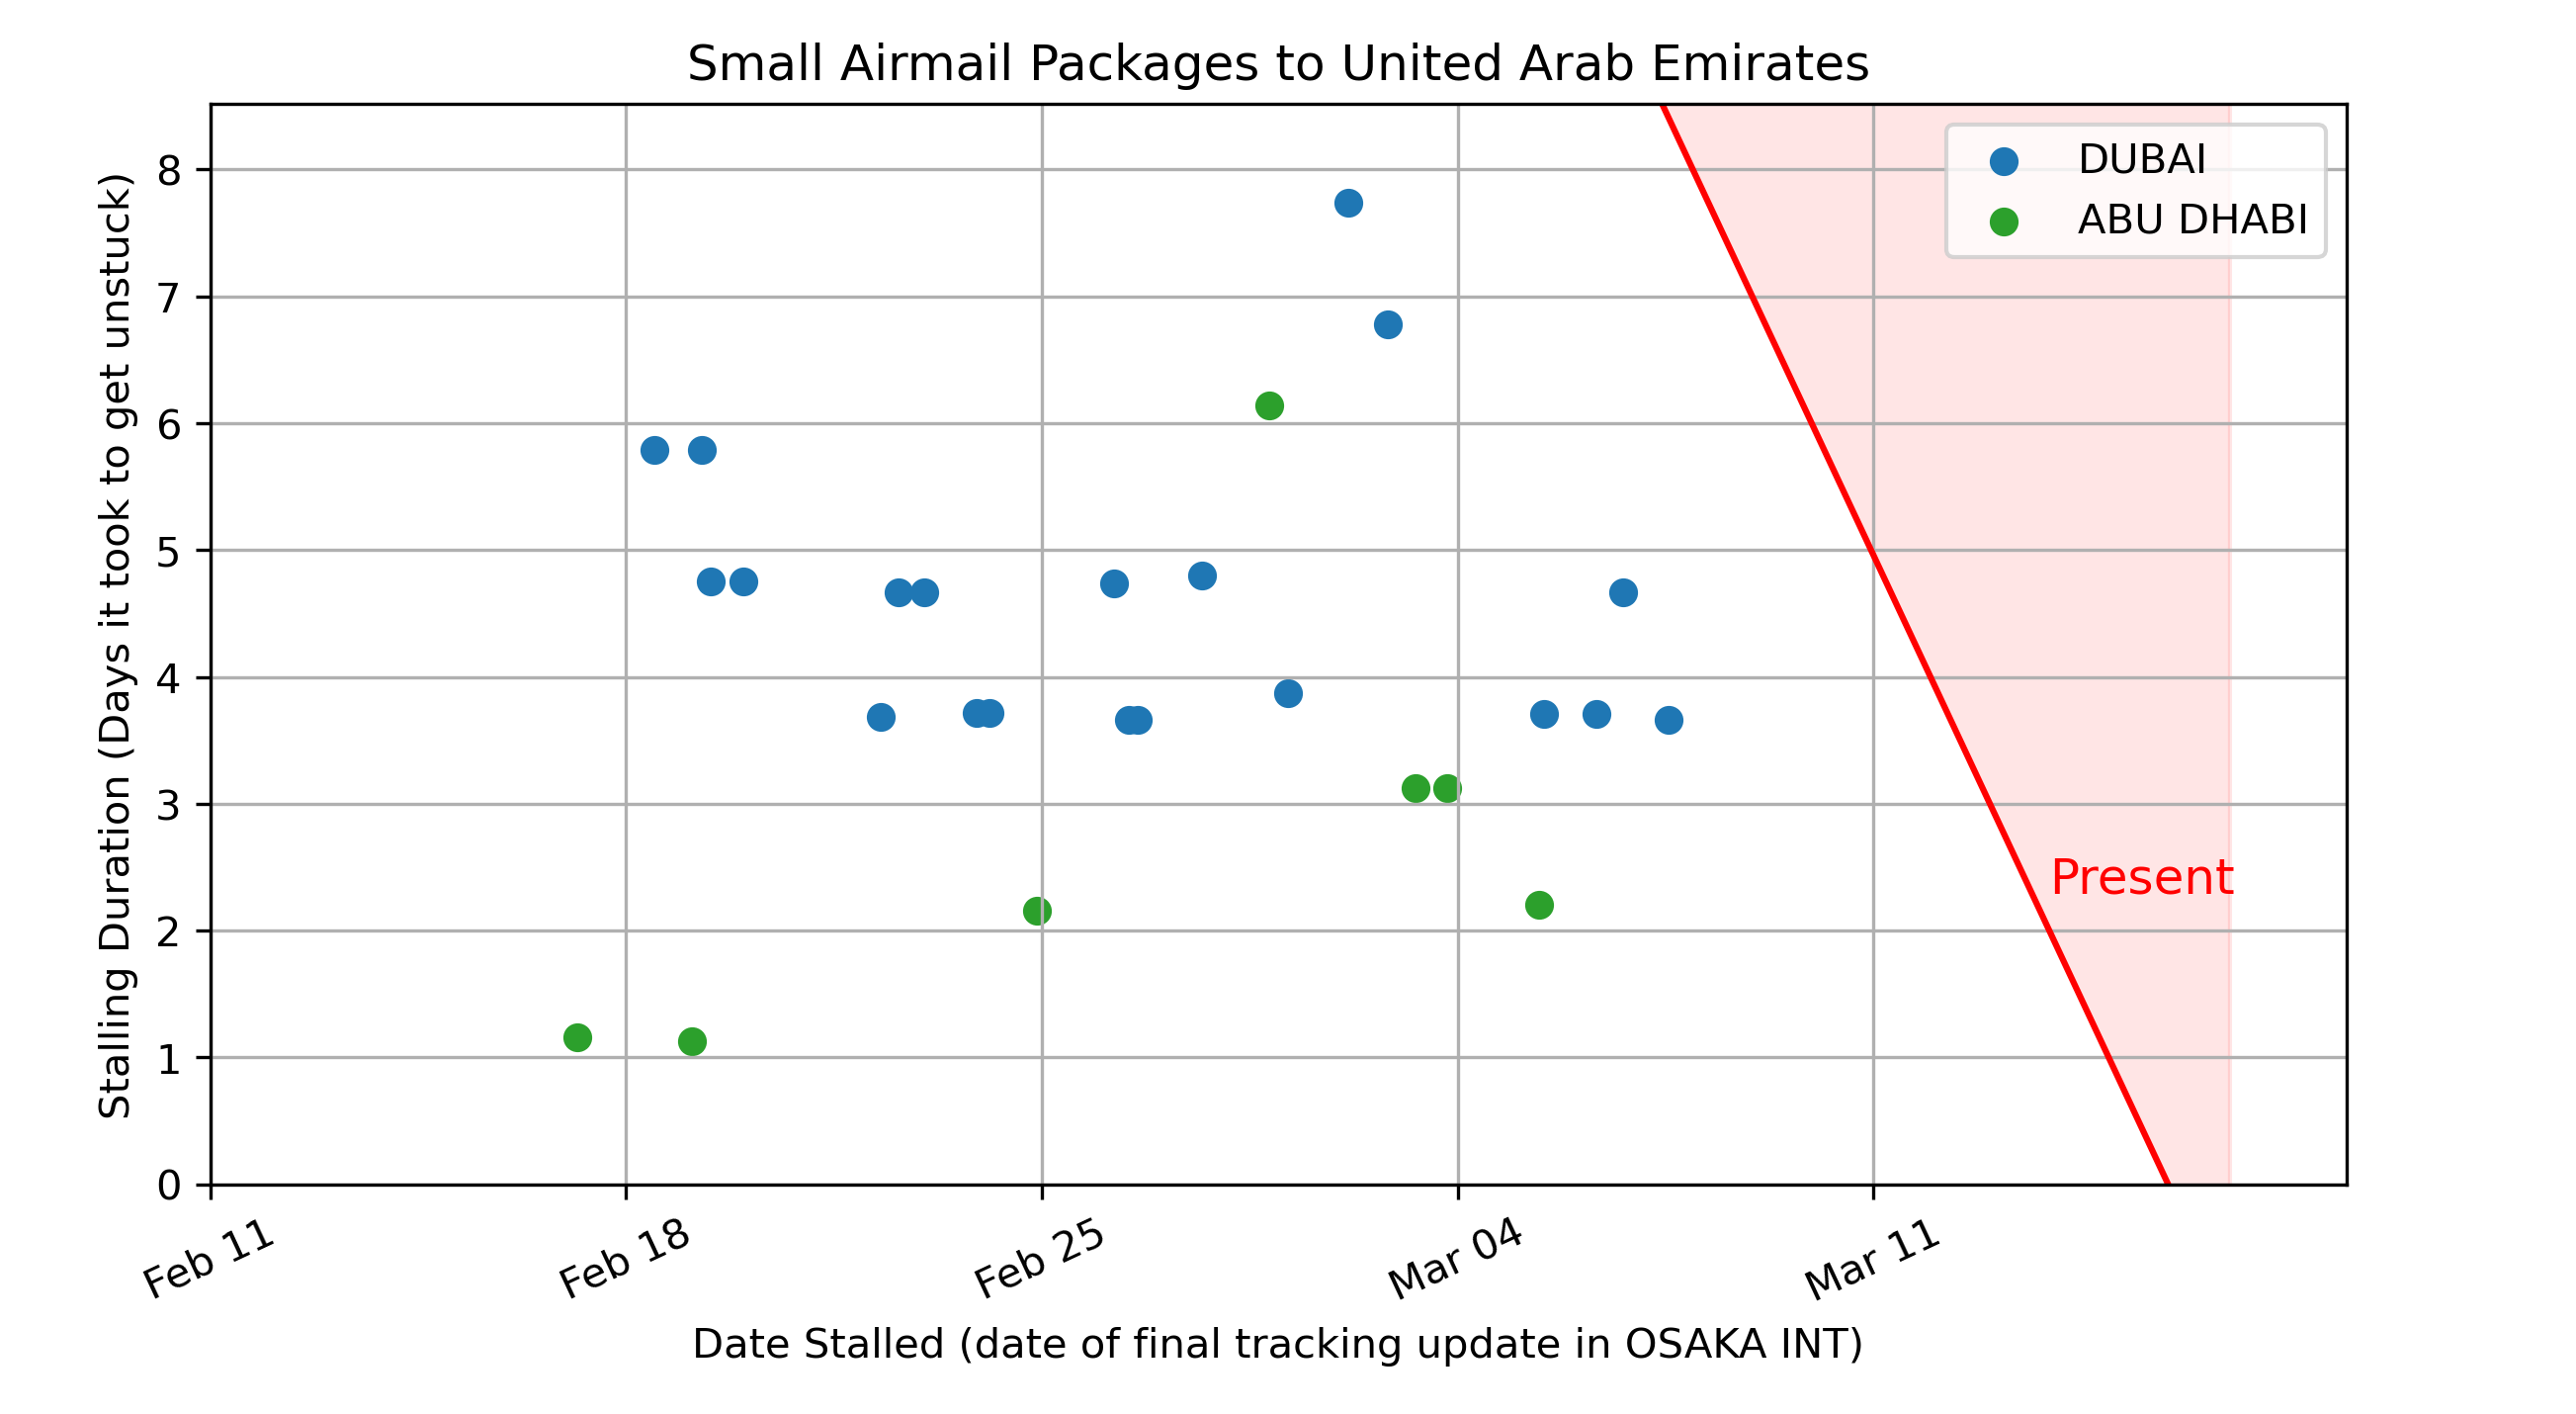 Small Airmail Packages to United Arab Emirates
DUBAI
ABU DHABI
Present
Stalling Duration (Days it took to get unstuck)
8
7
6
5
4
3
2
1
0
Feb 11
Feb 18
Feb 25
Mar 04
Mar 11
Date Stalled (date of final tracking update in OSAKA INT)